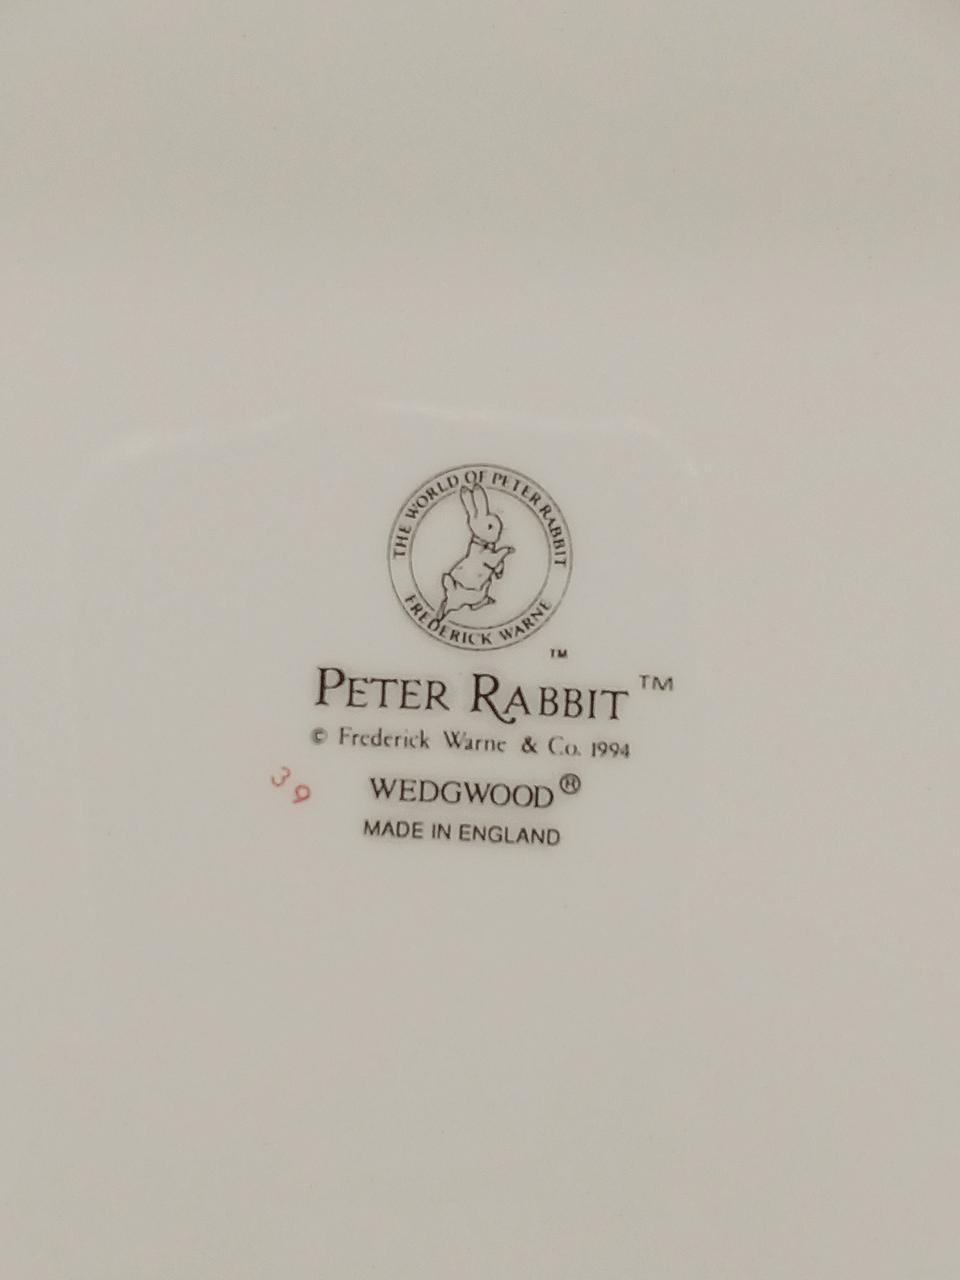 THE WORLD OF PETER RABBIT
FREDERICK WARNE
TM
PETER RABBIT TM
© Frederick Warne & Co. 1994
39
WEDGWOOD®
MADE IN ENGLAND